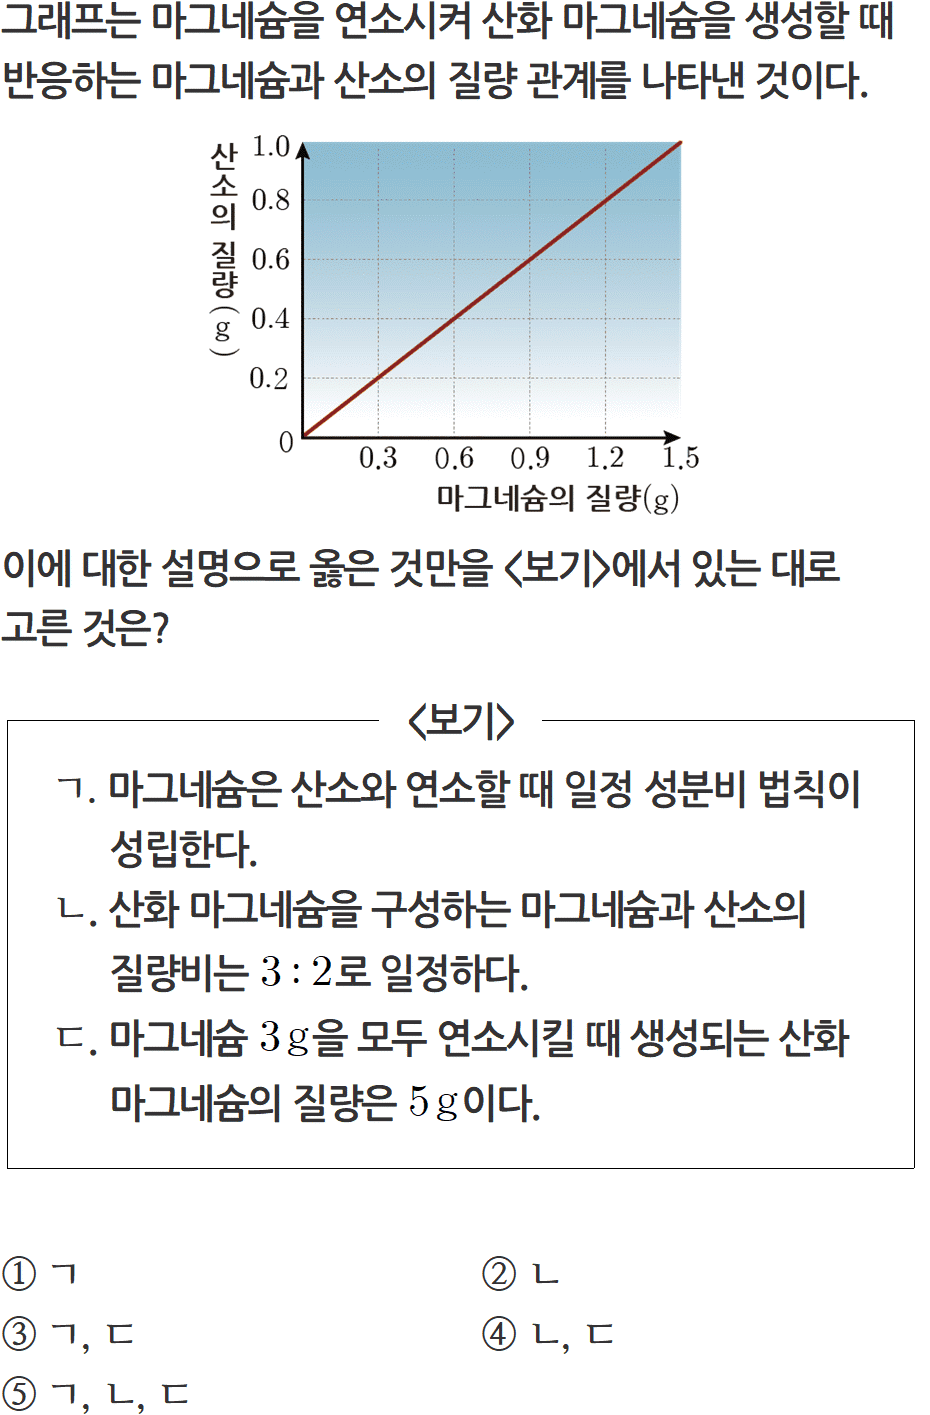 그래프는 마그네슘을 연소시켜 산화 마그네슘을 생성할 때
반응하는 마그네슘과 산소의 질량 관계를 나타낸 것이다.
산소의 질량(g)
1.0
0.8
0.6
0.4
0.2
0
0.3 0.6 0.9 1.2 1.5
마그네슘의 질량(g)
이에 대한 설명으로 옳은 것만을 <보기>에서 있는 대로
고른 것은?
<보기>
ㄱ. 마그네슘은 산소와 연소할 때 일정 성분비 법칙이
성립한다.
ㄴ. 산화 마그네슘을 구성하는 마그네슘과 산소의
질량비는 3 : 2로 일정하다.
ㄷ. 마그네슘 3 g을 모두 연소시킬 때 생성되는 산화
마그네슘의 질량은 5 g이다.
① ㄱ ② ㄴ
③ ㄱ, ㄷ ④ ㄴ, ㄷ
⑤ ㄱ, ㄴ, ㄷ